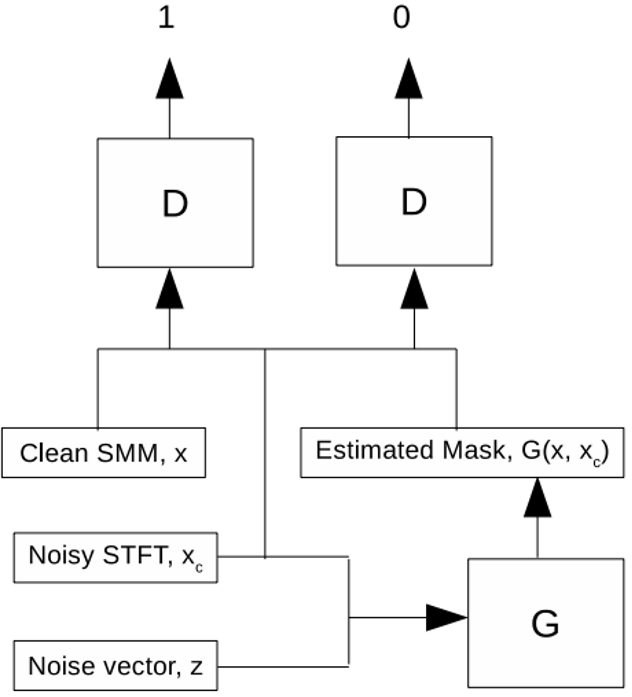 1 0
D D
Clean SMM, x Estimated Mask, G(x, x_c)
Noisy STFT, x_c
G
Noise vector, z